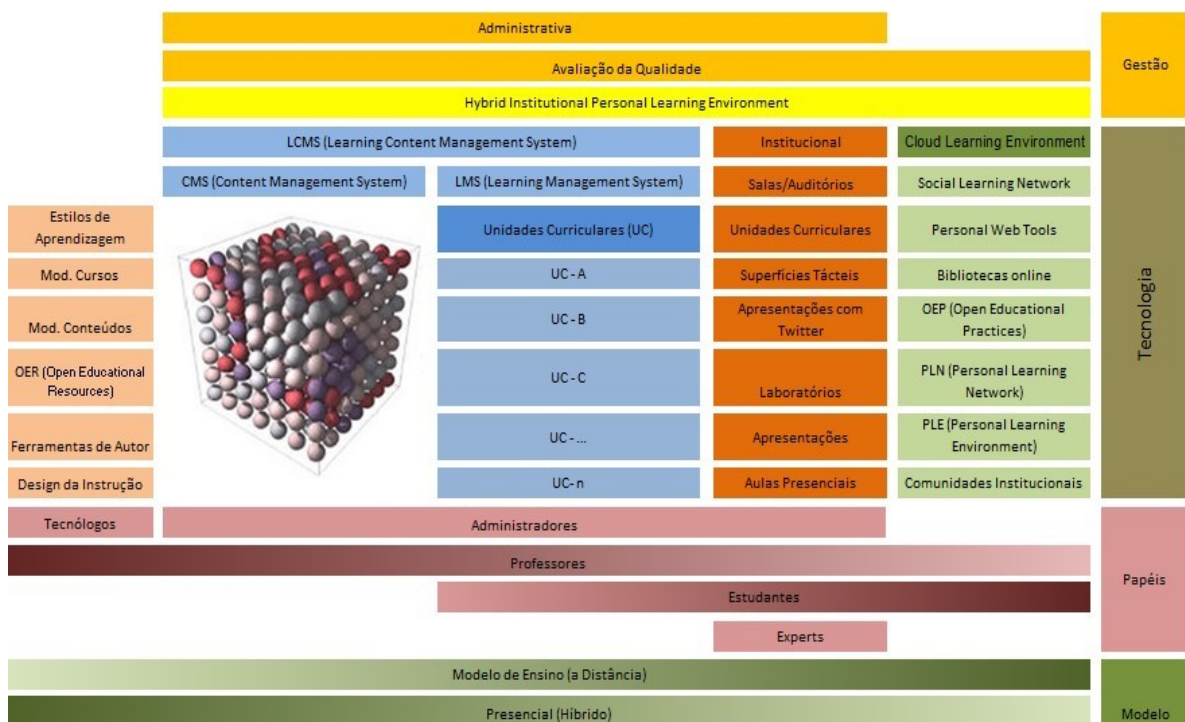 Administrativa
Gestão
Avaliação da Qualidade
Hybrid Institutional Personal Learning Environment
LCMS (Learning Content Management System)
Institucional
Cloud Learning Environment
CMS (Content Management System)
LMS (Learning Management System)
Salas/Auditórios
Social Learning Network
Estilos de
Aprendizagem
Unidades Curriculares (UC)
Unidades Curriculares
Personal Web Tools
Mod. Cursos
UC - A
Superfícies Tácteis
Bibliotecas online
Tecnologia
Mod. Conteúdos
UC - B
Apresentações com
Twitter
OEP (Open Educational
Practices)
OER (Open Educational
Resources)
UC - C
Laboratórios
PLN (Personal Learning
Network)
Ferramentas de Autor
UC - ...
Apresentações
PLE (Personal Learning
Environment)
Design da Instrução
UC- n
Aulas Presenciais
Comunidades Institucionais
Tecnólogos
Administradores
Professores
Papéis
Estudantes
Experts
Modelo de Ensino (a Distância)
Presencial (Híbrido)
Modelo